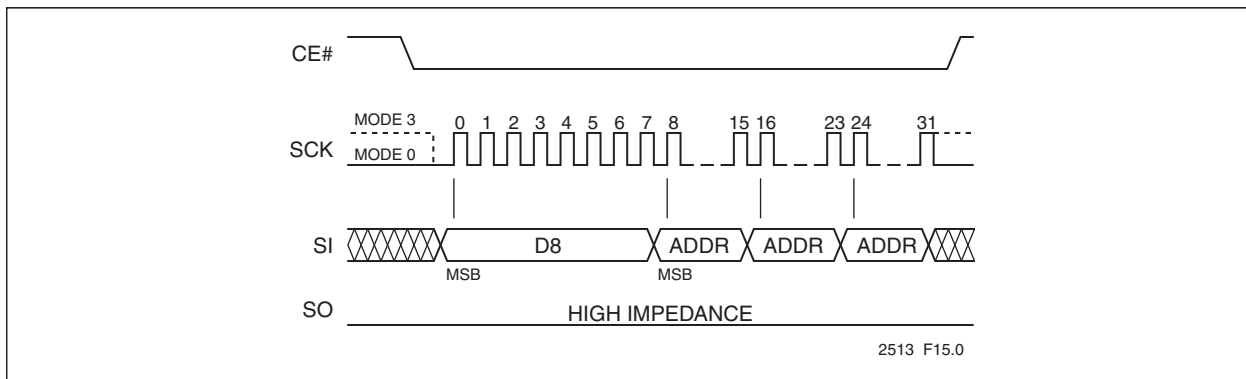 CE#
MODE 3
0 1 2 3 4 5 6 7 8 15 16 23 24 31
SCK
MODE 0
SI
D8 ADDR ADDR ADDR
MSB MSB
SO
HIGH IMPEDANCE
2513 F15.0